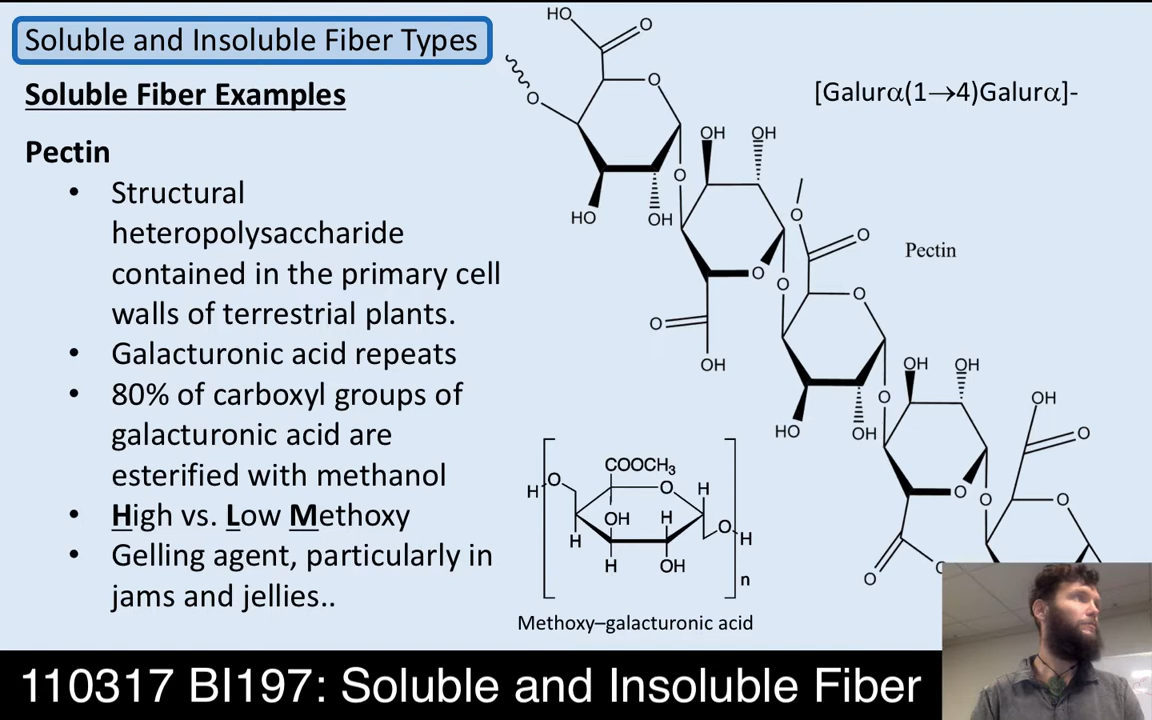 Soluble and Insoluble Fiber Types
Soluble Fiber Examples
Pectin
• Structural
heteropolysaccharide
contained in the primary cell
walls of terrestrial plants.
• Galacturonic acid repeats
• 80% of carboxyl groups of
galacturonic acid are
esterified with methanol
• High vs. Low Methoxy
• Gelling agent, particularly in
jams and jellies..
[Galurα(1→4)Galurα]-
HO
O
O
O
OH
OH
O
HO
OH
O
O
O
O
Pectin
O
O
OH
OH
OH
O
HO
OH
OH
O
O
O
O
O
O
COOCH₃
O
O
H
H
OH
H
O
H
H
H
OH
n
Methoxy–galacturonic acid
110317 BI197: Soluble and Insoluble Fiber